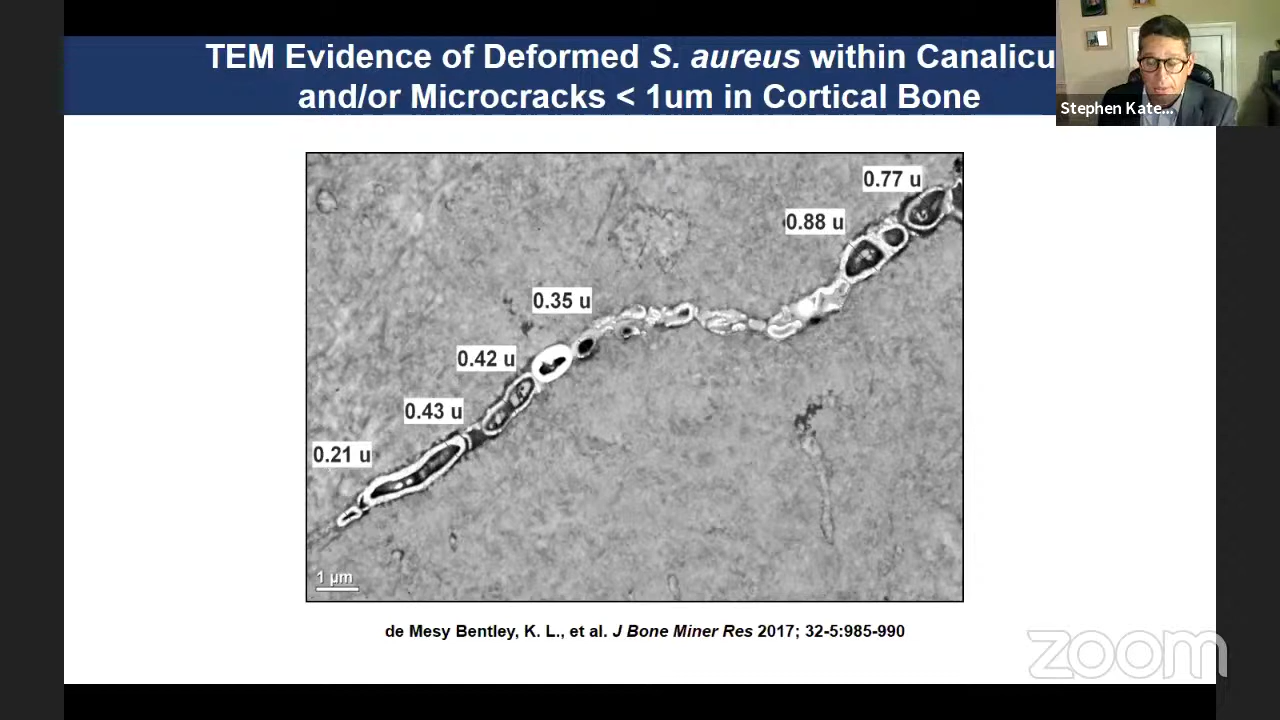 TEM Evidence of Deformed S. aureus within Canalicu
and/or Microcracks < 1um in Cortical Bone
Stephen Kate...
0.77 u
0.88 u
0.35 u
0.42 u
0.43 u
0.21 u
1 µm
de Mesy Bentley, K. L., et al. J Bone Miner Res 2017; 32-5:985-990
zoom